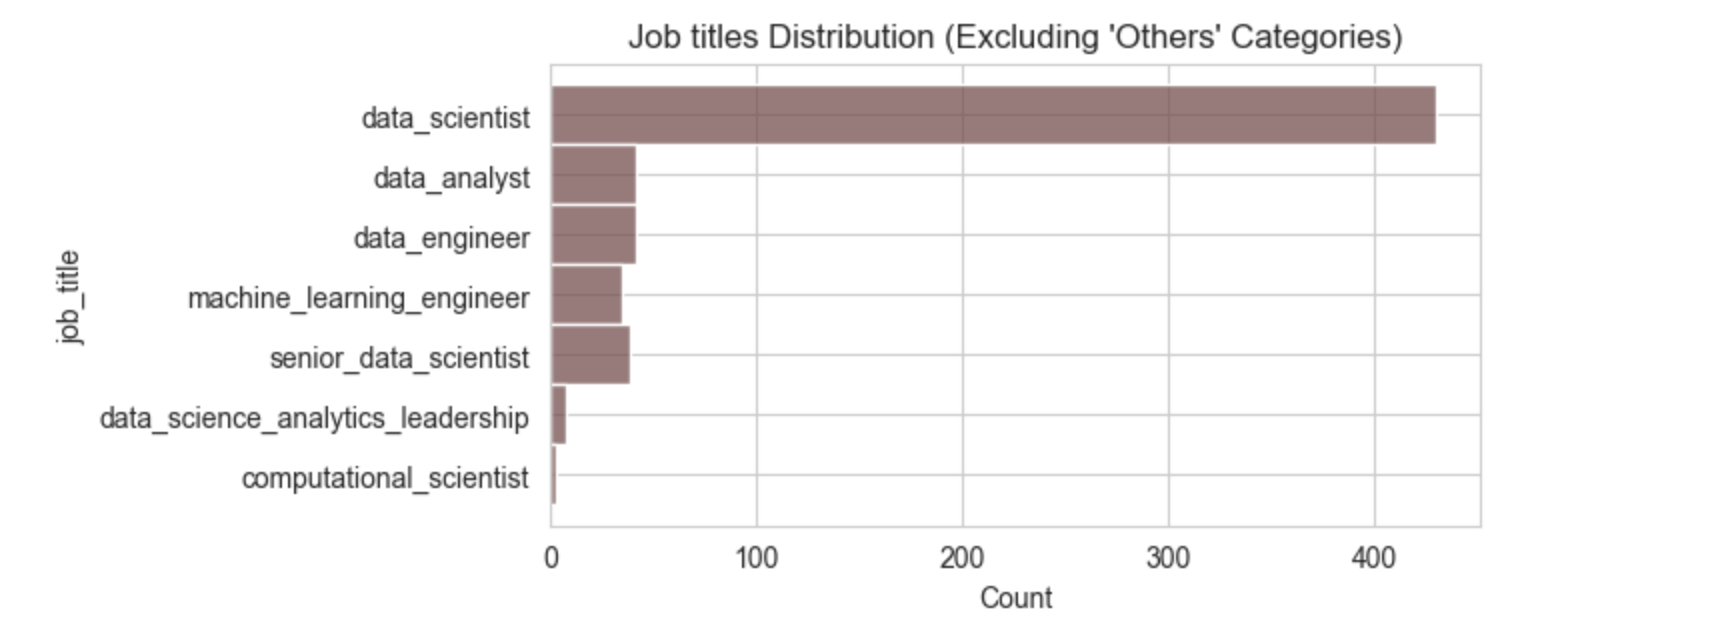 Job titles Distribution (Excluding 'Others' Categories)
job_title
data_scientist
data_analyst
data_engineer
machine_learning_engineer
senior_data_scientist
data_science_analytics_leadership
computational_scientist
0 100 200 300 400
Count